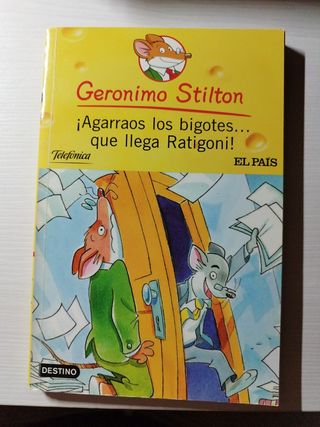 Geronimo Stilton
¡Agarraos los bigotes...
que llega Ratigoni!
Telefónica
EL PAÍS
DESTINO